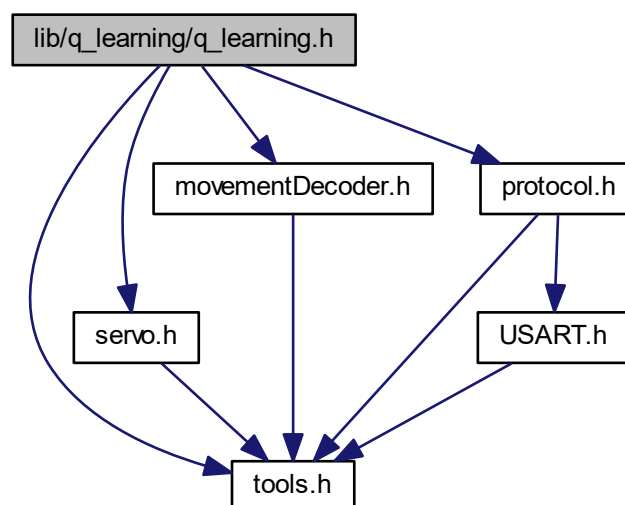 lib/q_learning/q_learning.h
movementDecoder.h
protocol.h
servo.h
USART.h
tools.h